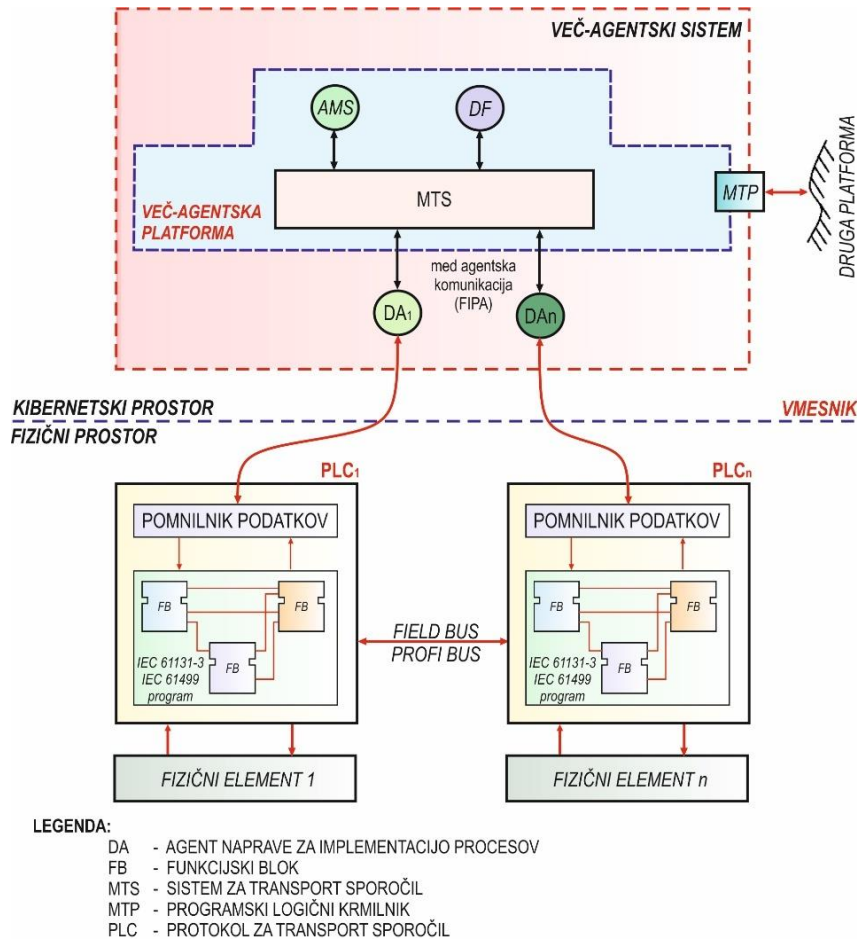 VEČ-AGENTSKI SISTEM
AMS
DF
MTS
VEČ-AGENTSKA
PLATFORMA
MTP
DRUGA PLATFORMA
med agentska
komunikacija
(FIPA)
DA1
DAn
KIBERNETSKI PROSTOR
VMESNIK
FIZIČNI PROSTOR
PLC1
POMNILNIK PODATKOV
FB
FB
FB
IEC 61131-3
IEC 61499
program
FIELD BUS
PROFI BUS
PLCn
POMNILNIK PODATKOV
FB
FB
FB
IEC 61131-3
IEC 61499
program
FIZIČNI ELEMENT 1
FIZIČNI ELEMENT n
LEGENDA:
DA - AGENT NAPRAVE ZA IMPLEMENTACIJO PROCESOV
FB - FUNKCIJSKI BLOK
MTS - SISTEM ZA TRANSPORT SPOROČIL
MTP - PROGRAMSKI LOGIČNI KRMILNIK
PLC - PROTOKOL ZA TRANSPORT SPOROČIL